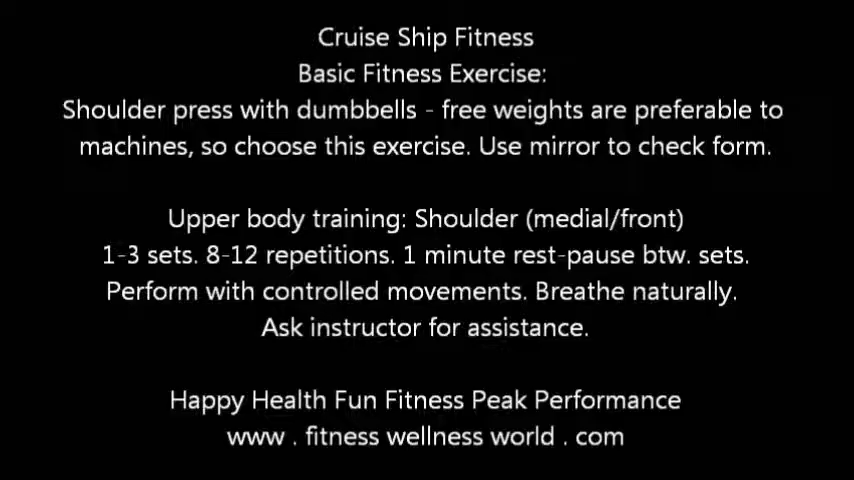 Cruise Ship Fitness
Basic Fitness Exercise:
Shoulder press with dumbbells - free weights are preferable to
machines, so choose this exercise. Use mirror to check form.
Upper body training: Shoulder (medial/front)
1-3 sets. 8-12 repetitions. 1 minute rest-pause btw. sets.
Perform with controlled movements. Breathe naturally.
Ask instructor for assistance.
Happy Health Fun Fitness Peak Performance
www . fitness wellness world . com